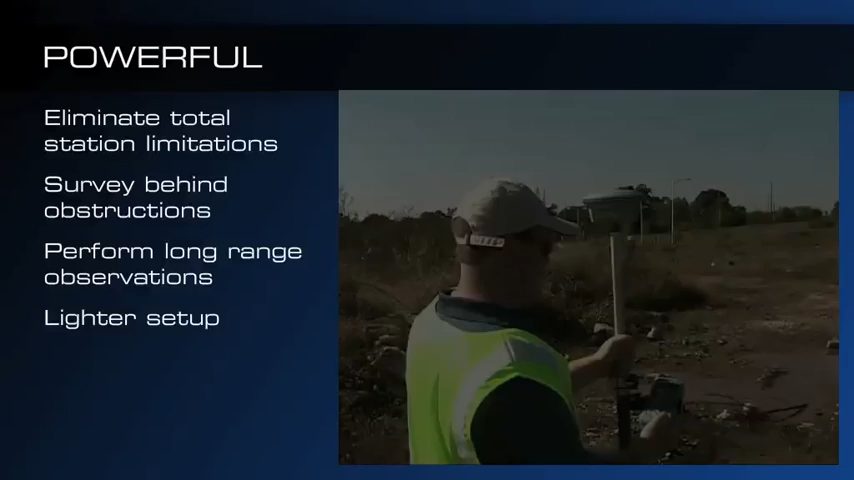 POWERFUL
Eliminate total
station limitations
Survey behind
obstructions
Perform long range
observations
Lighter setup